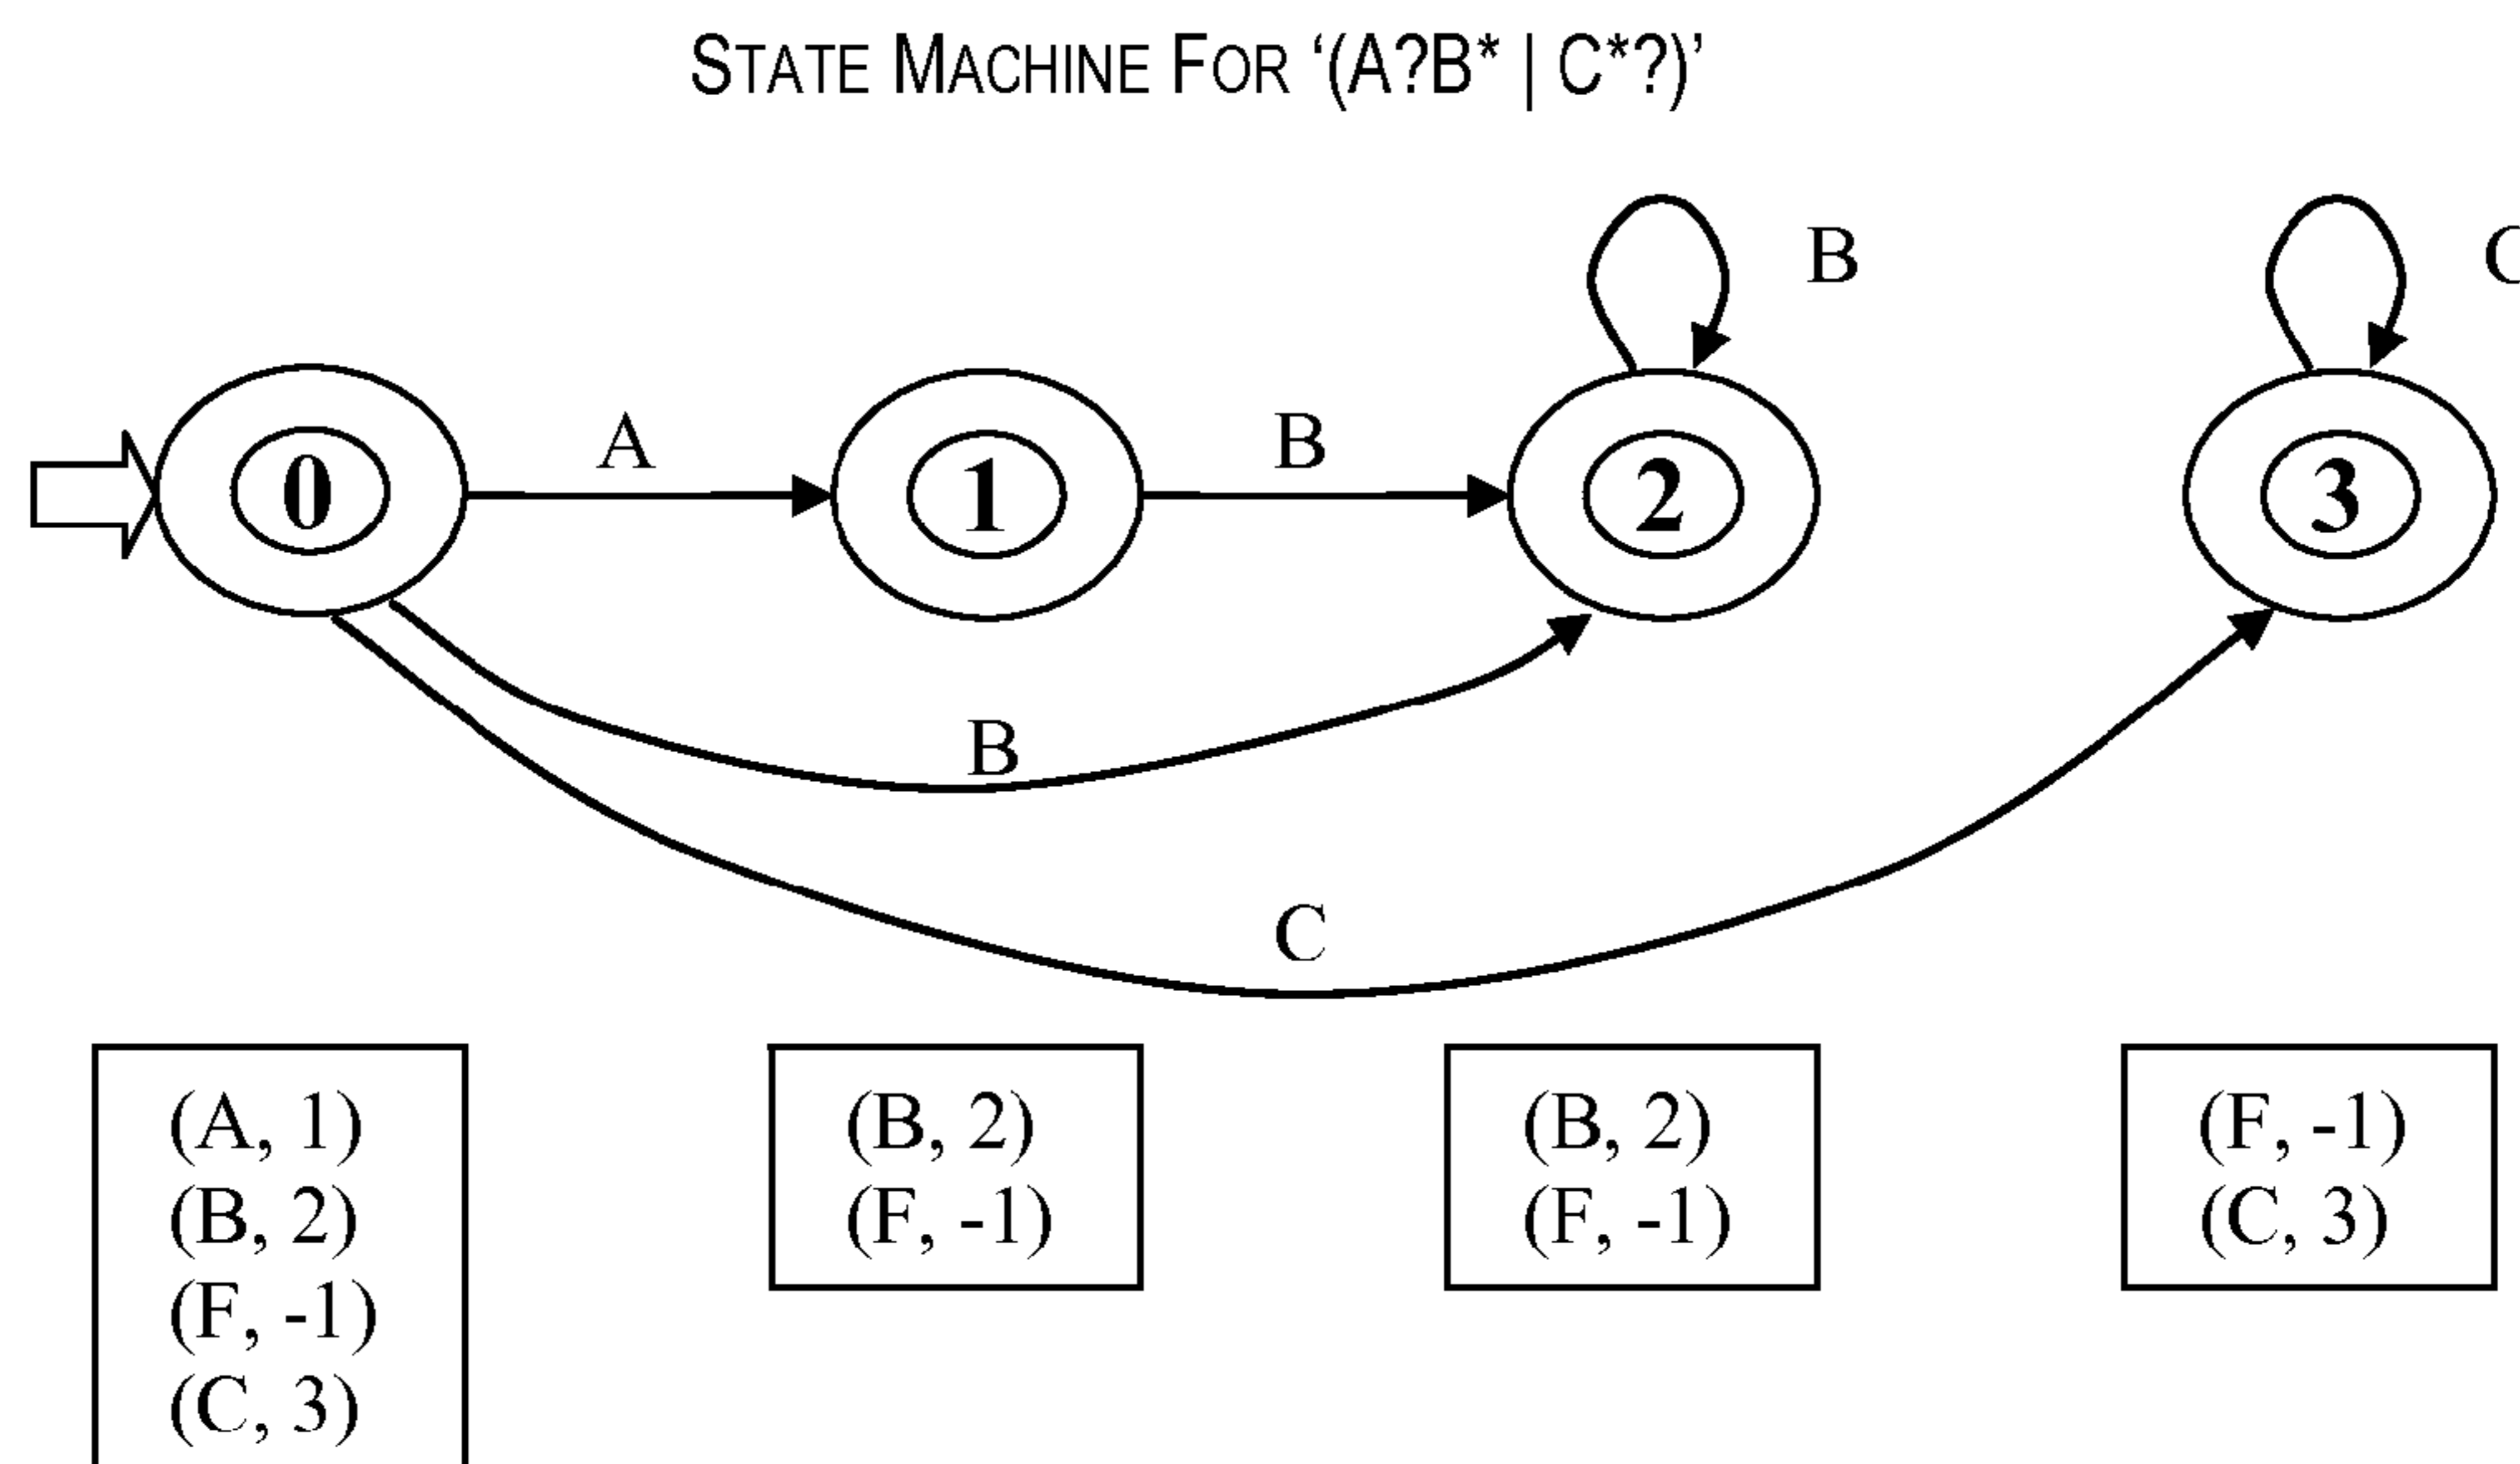 STATE MACHINE FOR ‘(A?B* | C*?)’
B
C
A
B
0
1
2
3
B
C
(A, 1)
(B, 2)
(F, -1)
(C, 3)
(B, 2)
(F, -1)
(B, 2)
(F, -1)
(F, -1)
(C, 3)